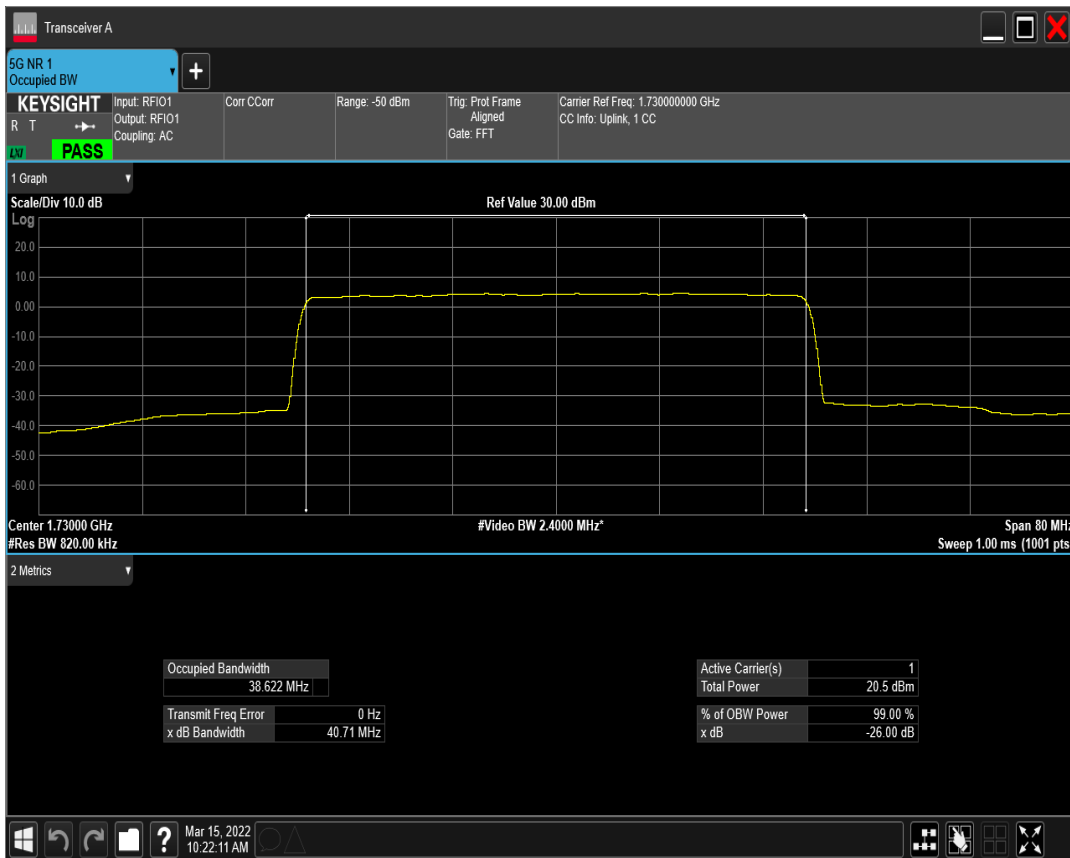 Transceiver A
5G NR 1
Occupied BW
+
KEYSIGHT
R T
LXI
PASS
Input: RFIO1
Output: RFIO1
Coupling: AC
Corr CCorr
Range: -50 dBm
Trig: Prot Frame
Aligned
Gate: FFT
Carrier Ref Freq: 1.730000000 GHz
CC Info: Uplink, 1 CC
1 Graph
Scale/Div 10.0 dB
Ref Value 30.00 dBm
Log
20.0
10.0
0.00
-10.0
-20.0
-30.0
-40.0
-50.0
-60.0
Center 1.73000 GHz
#Video BW 2.4000 MHz*
Span 80 MHz
#Res BW 820.00 kHz
Sweep 1.00 ms (1001 pts
2 Metrics
Occupied Bandwidth
38.622 MHz
Transmit Freq Error 0 Hz
x dB Bandwidth 40.71 MHz
Active Carrier(s) 1
Total Power 20.5 dBm
% of OBW Power 99.00 %
x dB -26.00 dB
?
Mar 15, 2022
10:22:11 AM